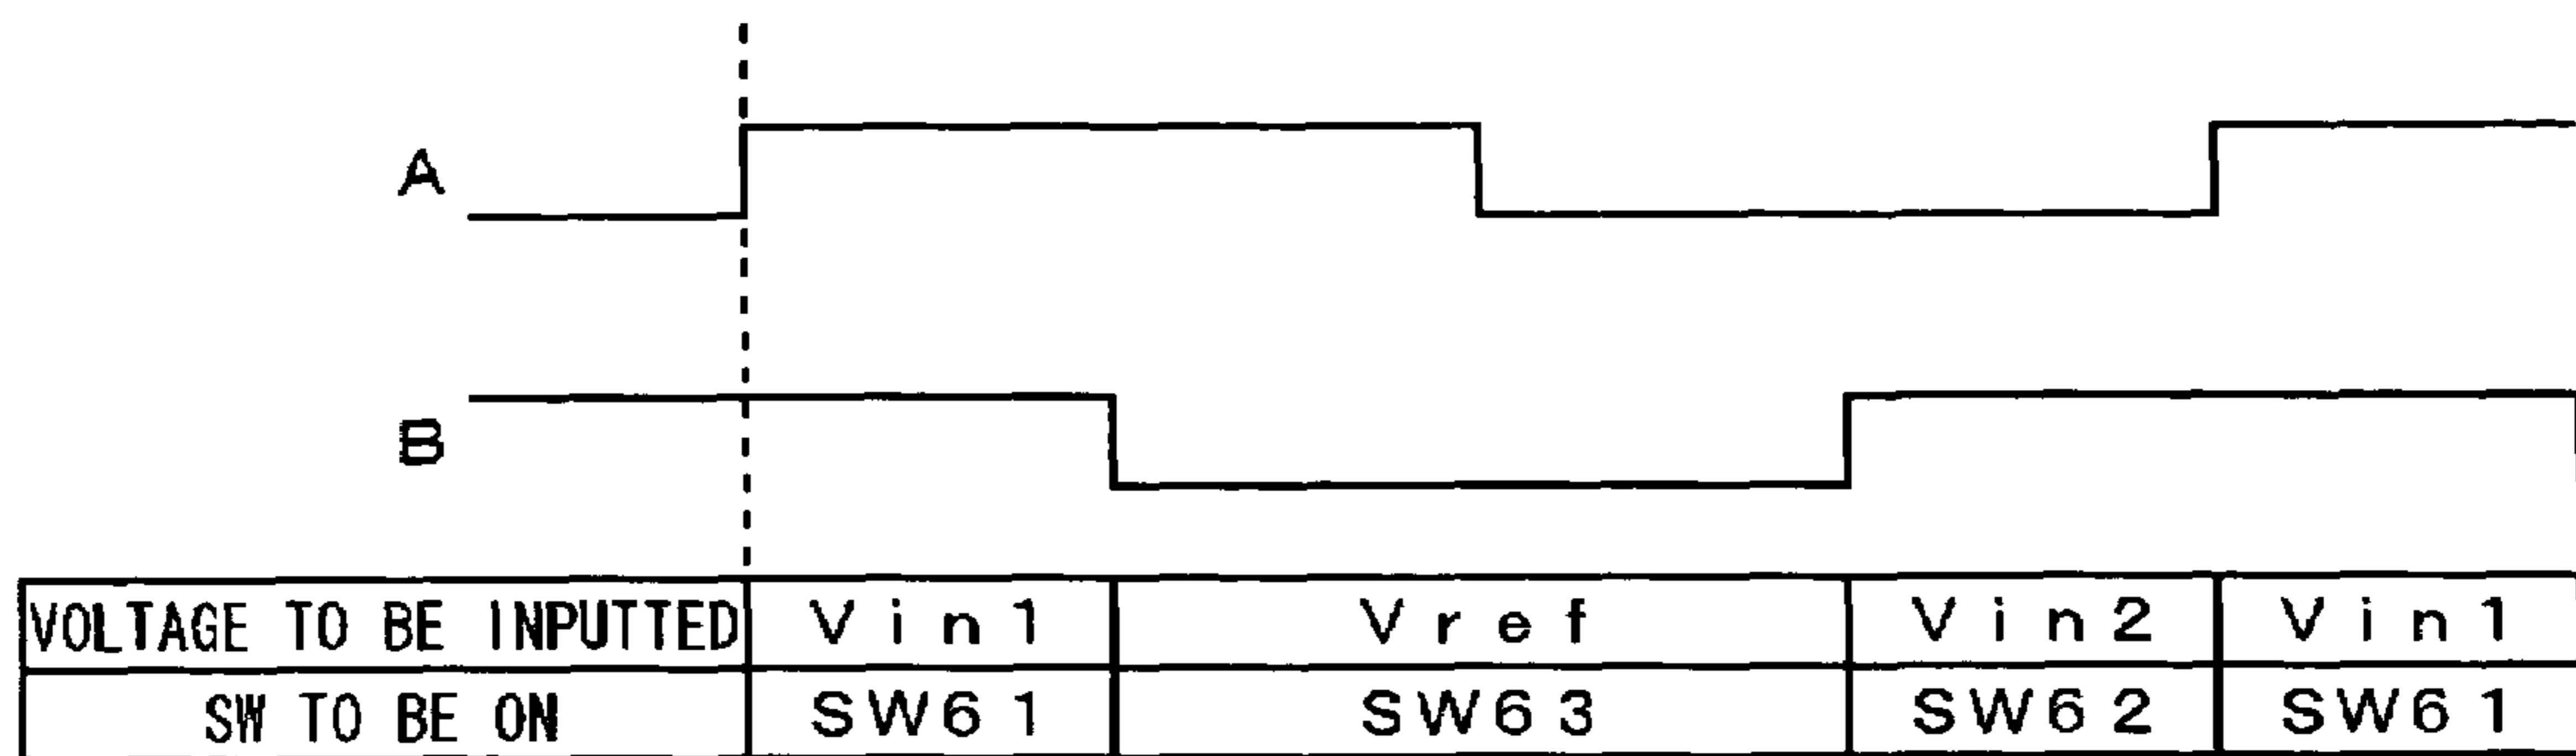 A
B
VOLTAGE TO BE INPUTTED Vin1 Vref Vin2 Vin1
SW TO BE ON SW61 SW63 SW62 SW61